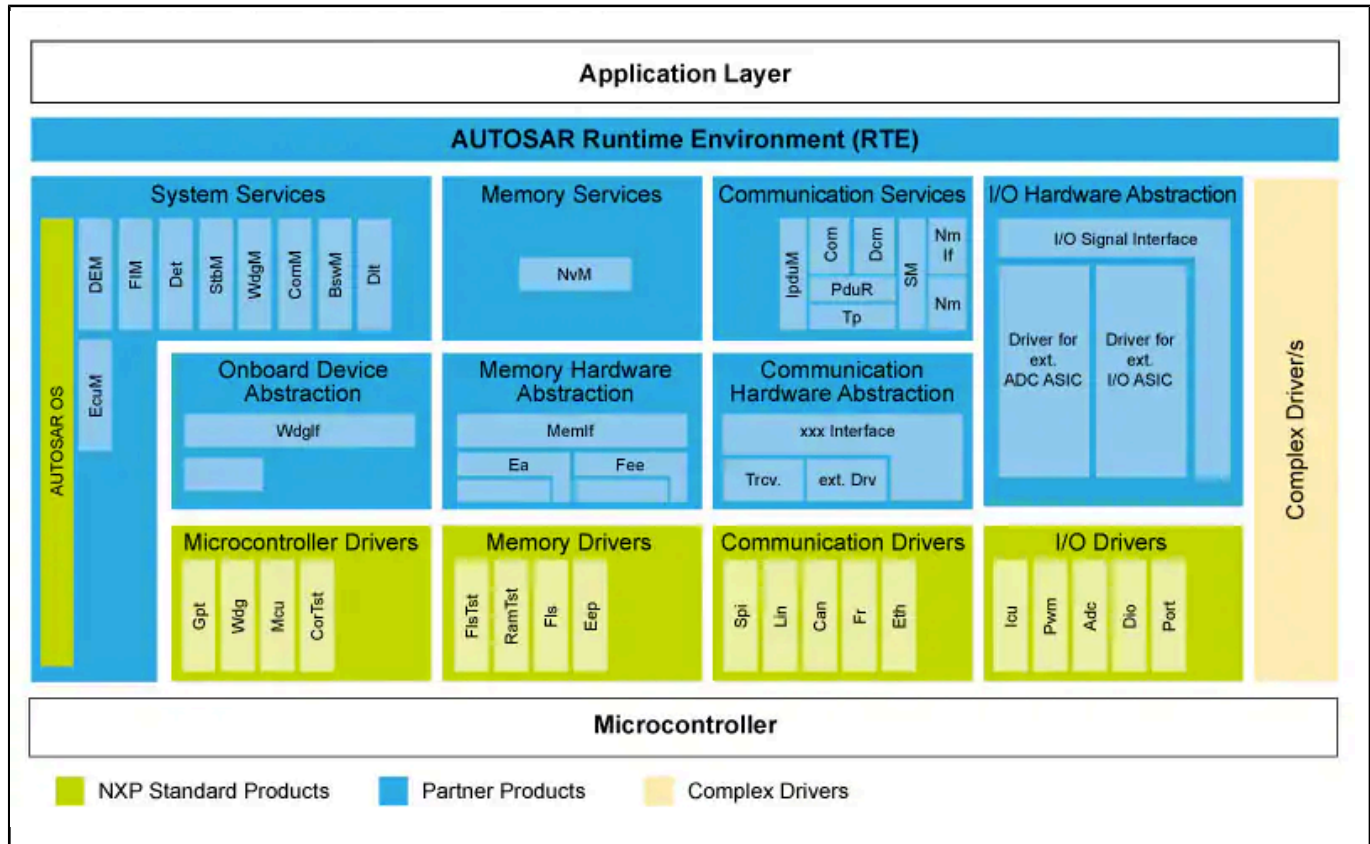 Application Layer
AUTOSAR Runtime Environment (RTE)
System Services
AUTOSAR OS
DEM
FIM
Det
StbM
WdgM
ComM
BswM
Dlt
EcuM
Memory Services
NvM
Communication Services
IpduM
Com
Dcm
PduR
Tp
SM
Nm
If
Nm
I/O Hardware Abstraction
I/O Signal Interface
Driver for
ext.
ADC ASIC
Driver for
ext.
I/O ASIC
Complex Driver/s
Onboard Device
Abstraction
WdgIf
Memory Hardware
Abstraction
MemIf
Ea
Fee
Communication
Hardware Abstraction
xxx Interface
Trcv.
ext. Drv
Microcontroller Drivers
Gpt
Wdg
Mcu
CorTst
Memory Drivers
FlsTst
RamTst
Fls
Eep
Communication Drivers
Spi
Lin
Can
Fr
Eth
I/O Drivers
Icu
Pwm
Adc
Dio
Port
Microcontroller
NXP Standard Products
Partner Products
Complex Drivers